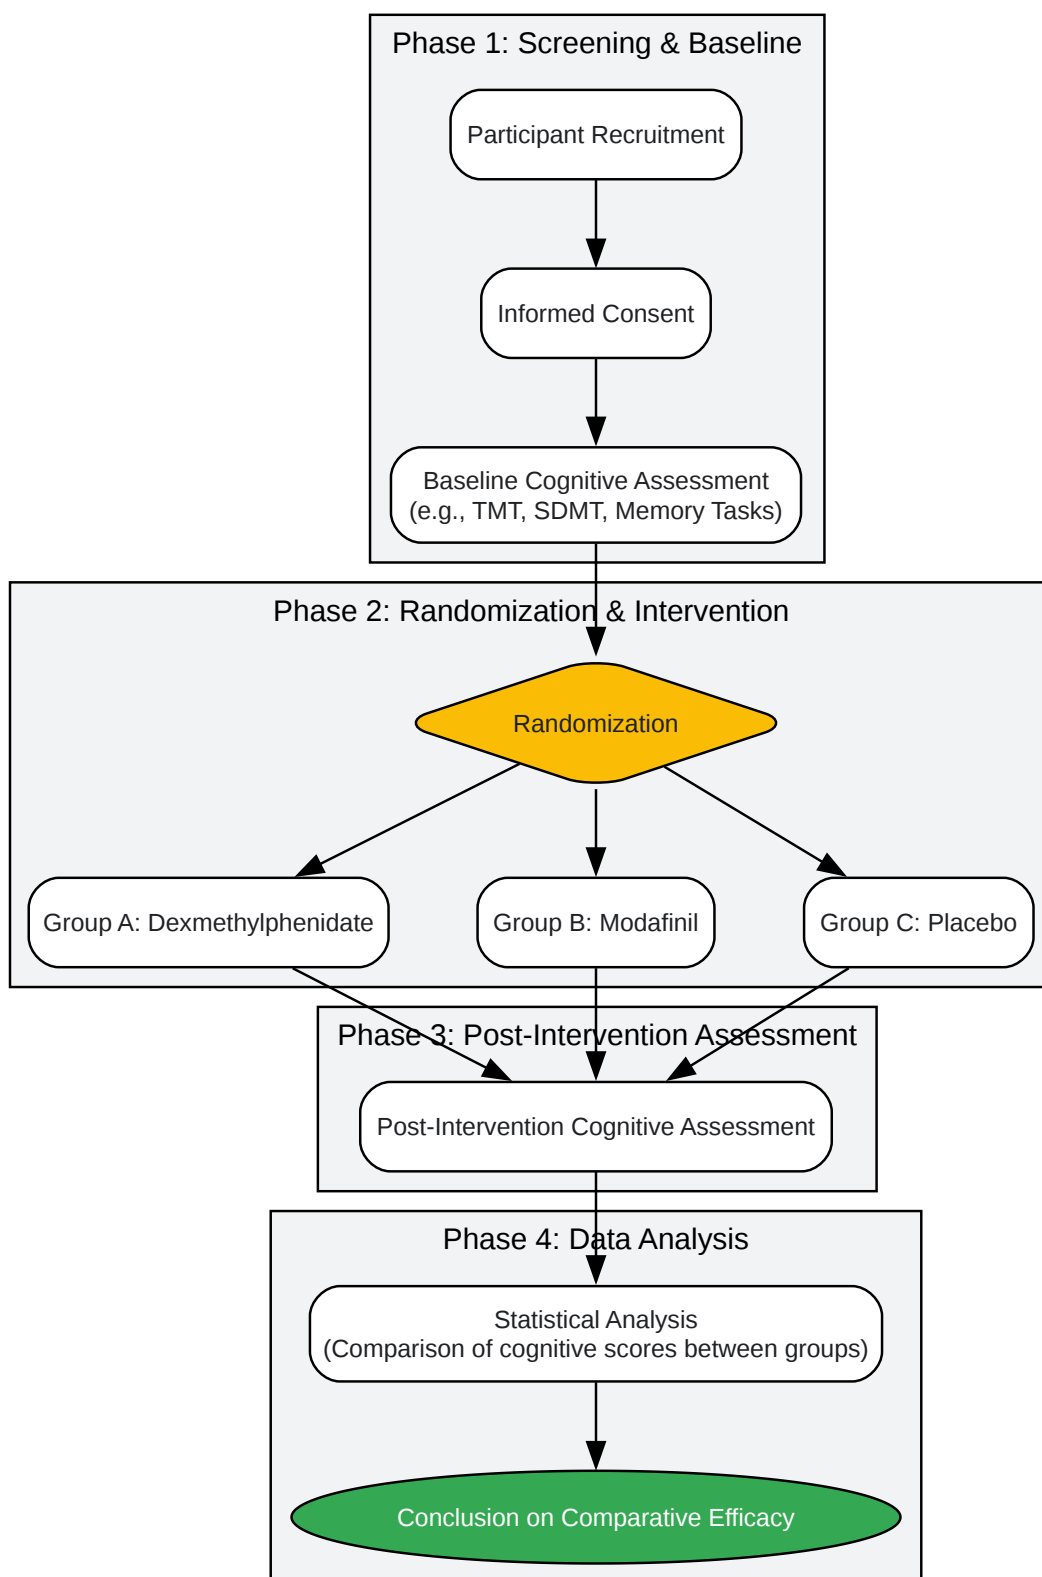 Phase 1: Screening & Baseline
Participant Recruitment
Informed Consent
Baseline Cognitive Assessment
(e.g., TMT, SDMT, Memory Tasks)
Phase 2: Randomization & Intervention
Randomization
Group A: Dexmethylphenidate
Group B: Modafinil
Group C: Placebo
Phase 3: Post-Intervention Assessment
Post-Intervention Cognitive Assessment
Phase 4: Data Analysis
Statistical Analysis
(Comparison of cognitive scores between groups)
Conclusion on Comparative Efficacy